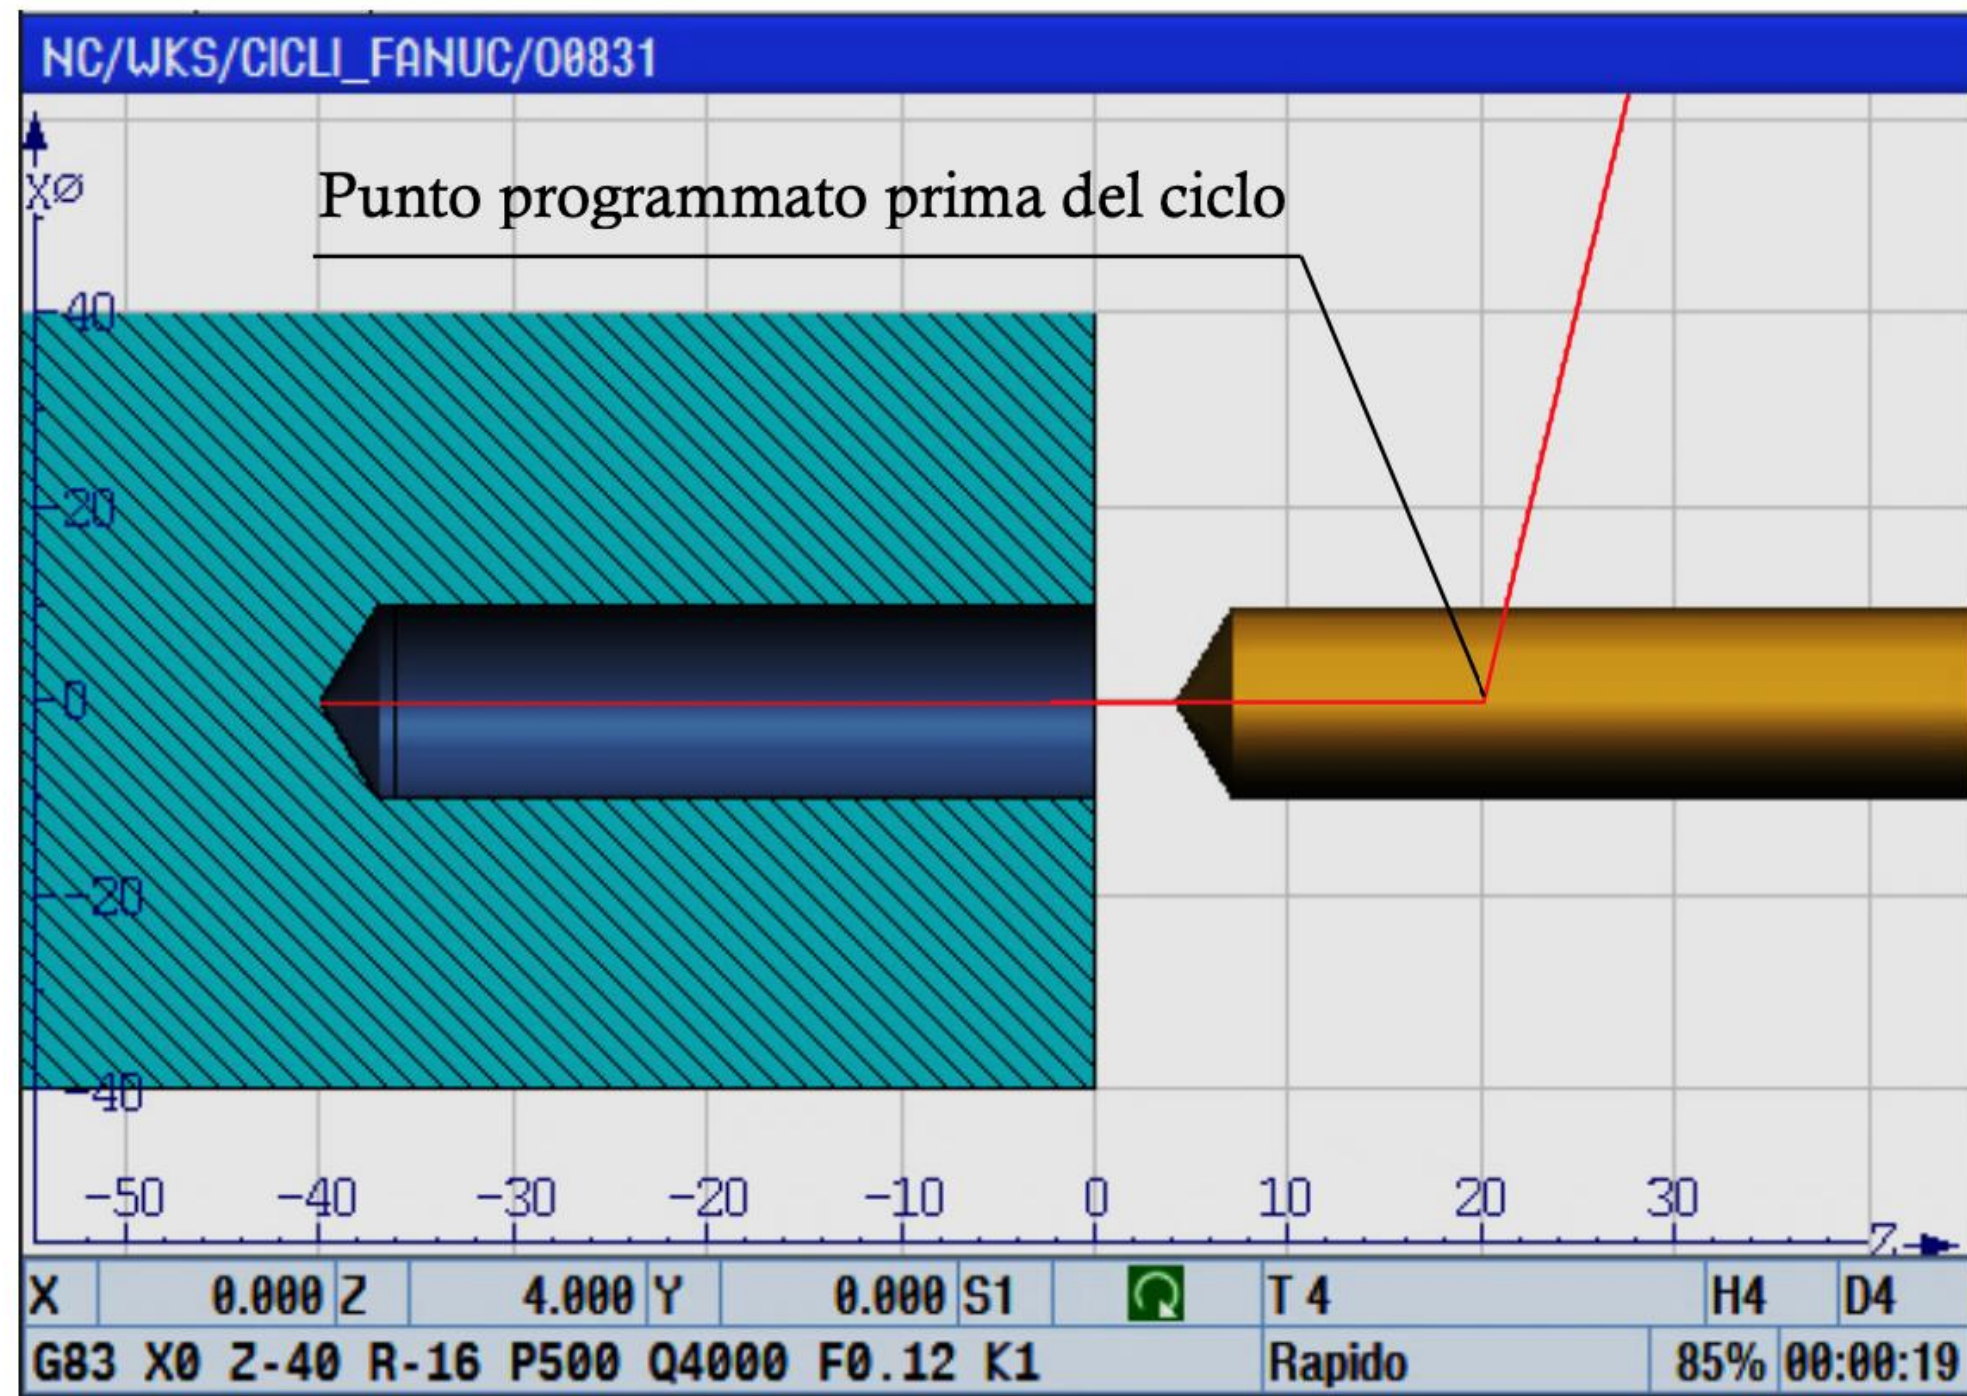 NC/WKS/CICLI_FANUC/O0831
XØ
Punto programmato prima del ciclo
40
20
0
-20
-40
-50 -40 -30 -20 -10 0 10 20 30
Z
X 0.000 Z 4.000 Y 0.000 S1 T 4 H4 D4
G83 X0 Z-40 R-16 P500 Q4000 F0.12 K1 Rapido 85% 00:00:19